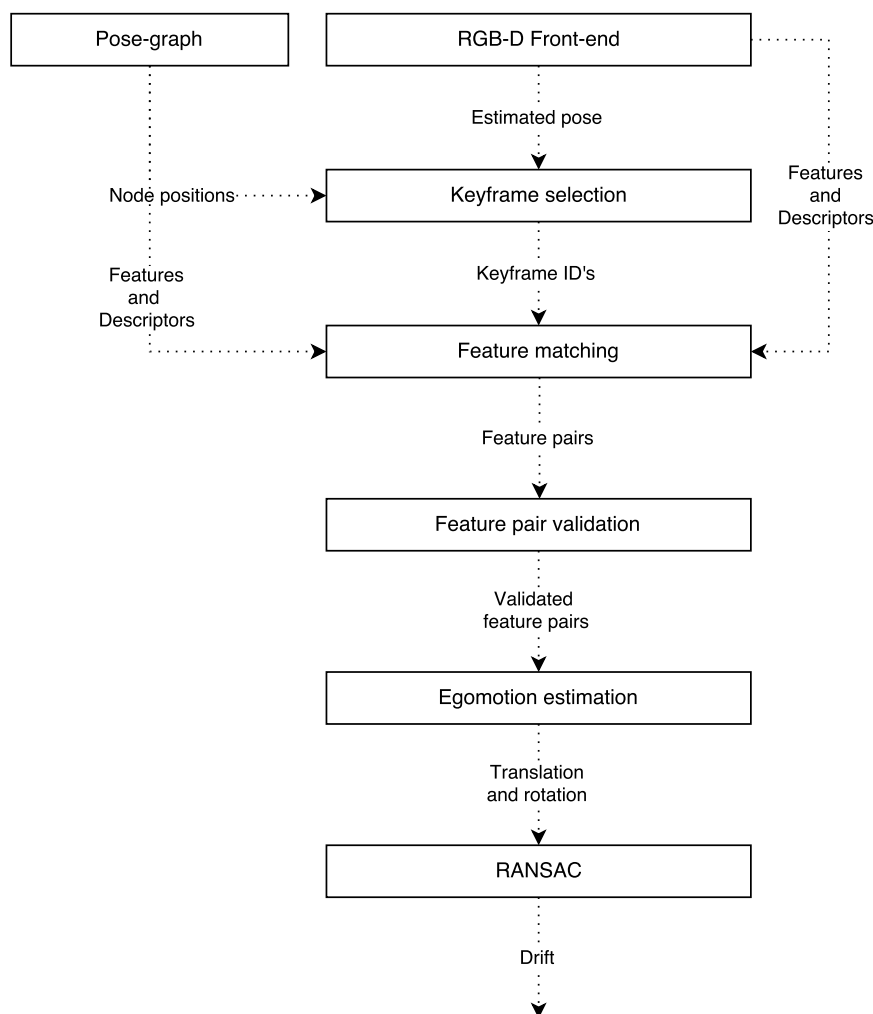 Pose-graph
RGB-D Front-end
Estimated pose
Features
and
Descriptors
Node positions
Keyframe selection
Features
and
Descriptors
Keyframe ID's
Feature matching
Feature pairs
Feature pair validation
Validated
feature pairs
Egomotion estimation
Translation
and rotation
RANSAC
Drift